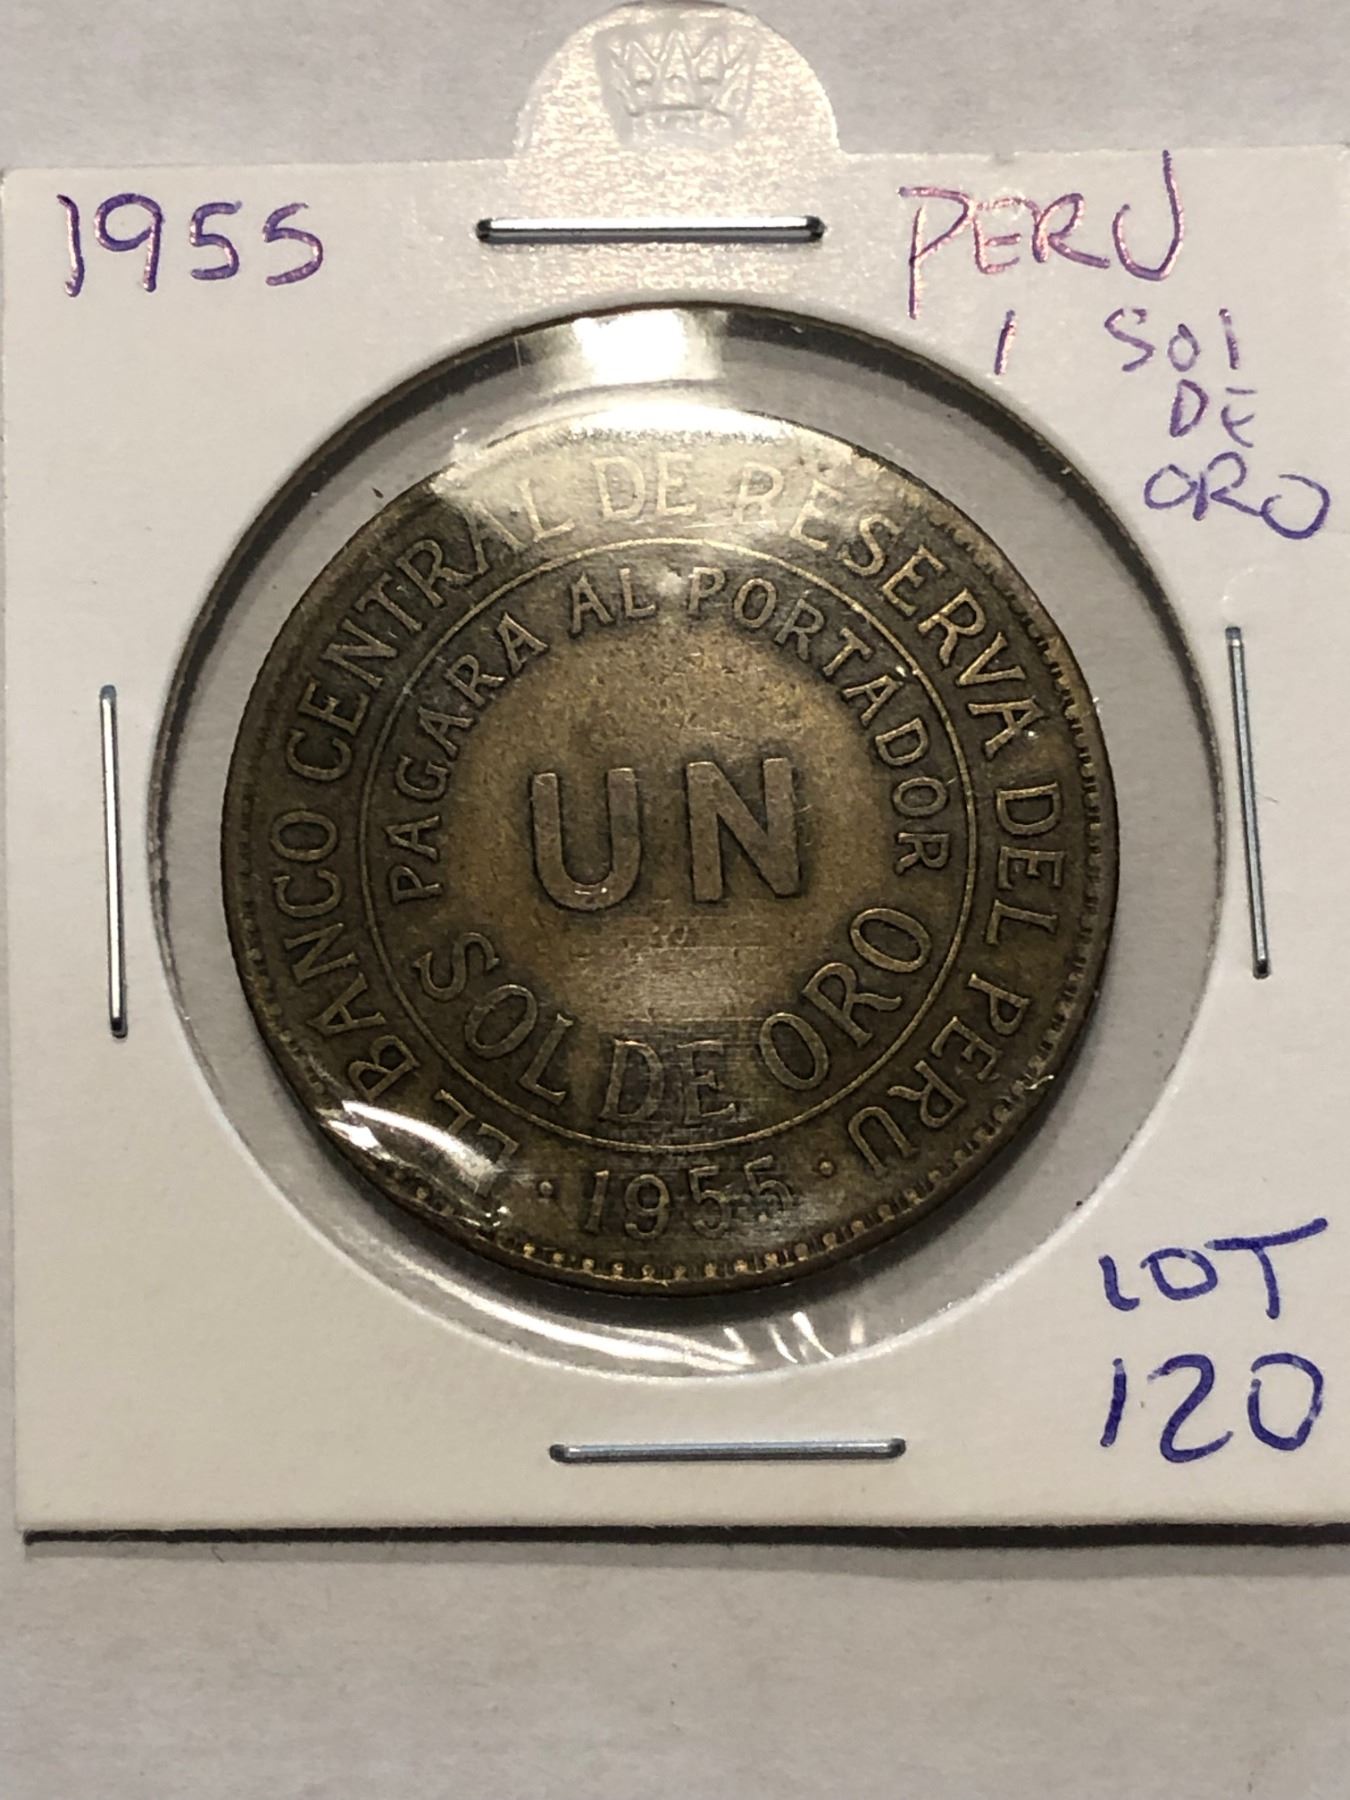 1955
PERU
1 SOl
DE
ORO
EL BANCO CENTRAL DE RESERVA DEL PERU
PAGARA AL PORTADOR
UN
SOL DE ORO
· 1955 ·
lOT
120